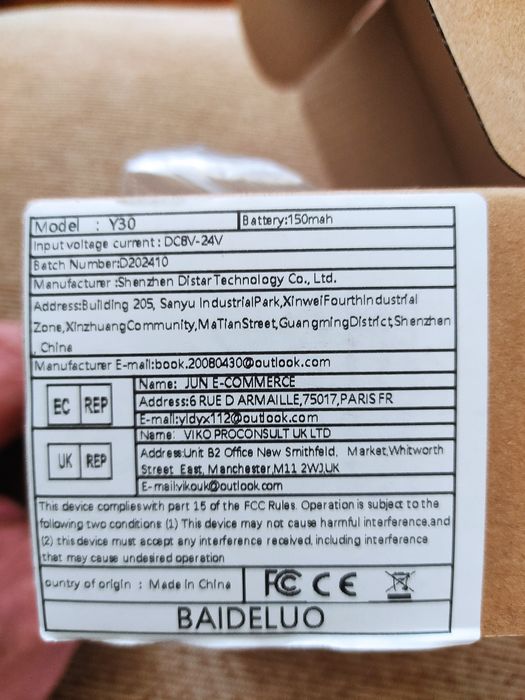 Model : Y30 Battery:150mah
Input voltage current : DC8V-24V
Batch Number:D202410
Manufacturer :Shenzhen Distar Technology Co., Ltd.
Address:Building 205, Sanyu IndustrialPark,XinweiFourthIndustrial
Zone,XinzhuangCommunity,MaTianStreet,GuangmingDistrict,Shenzhen
, China
Manufacturer E-mail:book.20080430@outlook.com
EC REP
Name: JUN E-COMMERCE
Address:6 RUE D ARMAILLE,75017,PARIS FR
E-mail:yldyx112@outlook.com
UK REP
Name: VIKO PROCONSULT UK LTD
Address:Unit B2 Office New Smithfeld, Market,Whitworth
Street East, Manchester,M11 2WJ,UK
E-mail:vikouk@outlook.com
This device complies with part 15 of the FCC Rules. Operation is subject to the
following two conditions (1) This device may not cause harmful interference,and
(2) this device must accept any interference received, including interference
that may cause undesired operation
ountry of origin : Made in China FC CE
BAIDELUO